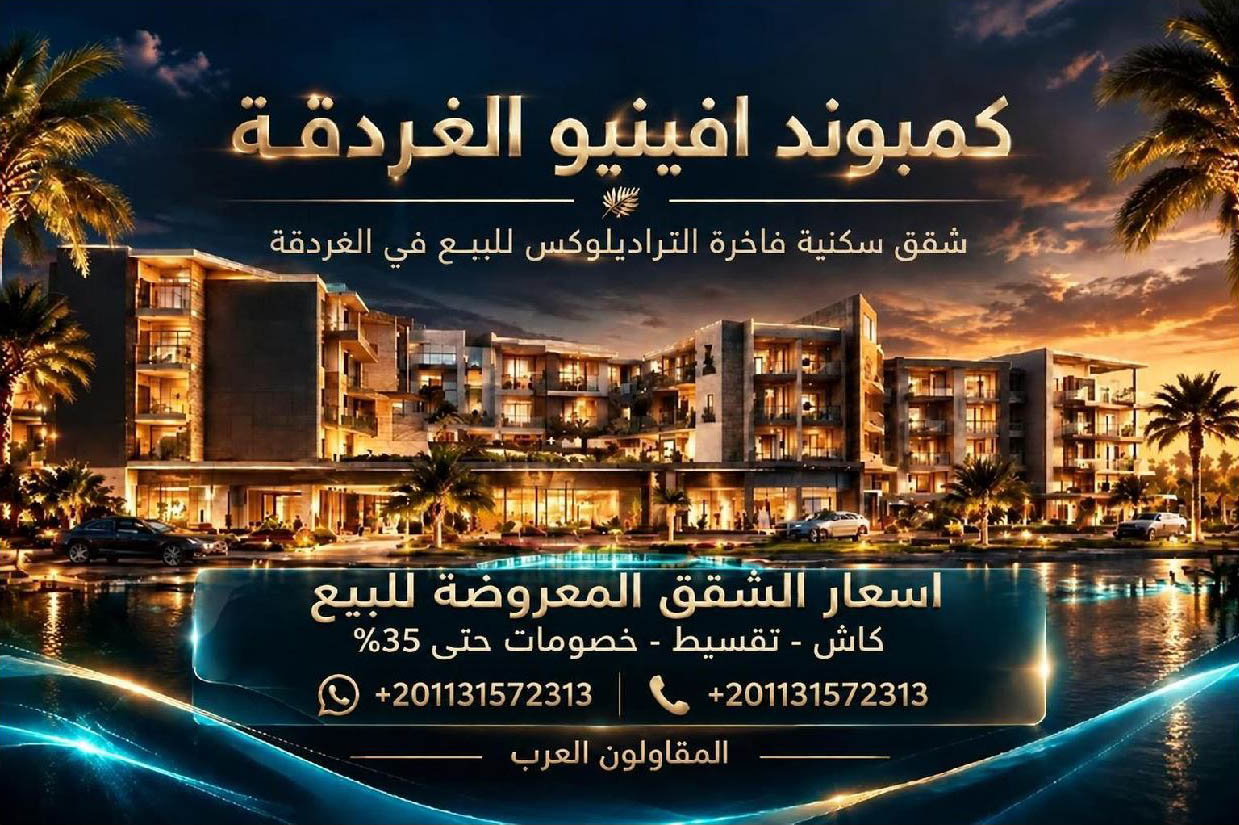 كمبوند افينيو الغردقة
شقق سكنية فاخرة التراديلوكس للبيع في الغردقة
اسعار الشقق المعروضة للبيع
كاش - تقسيط - خصومات حتى 35%
+201131572313 | +201131572313
المقاولون العرب